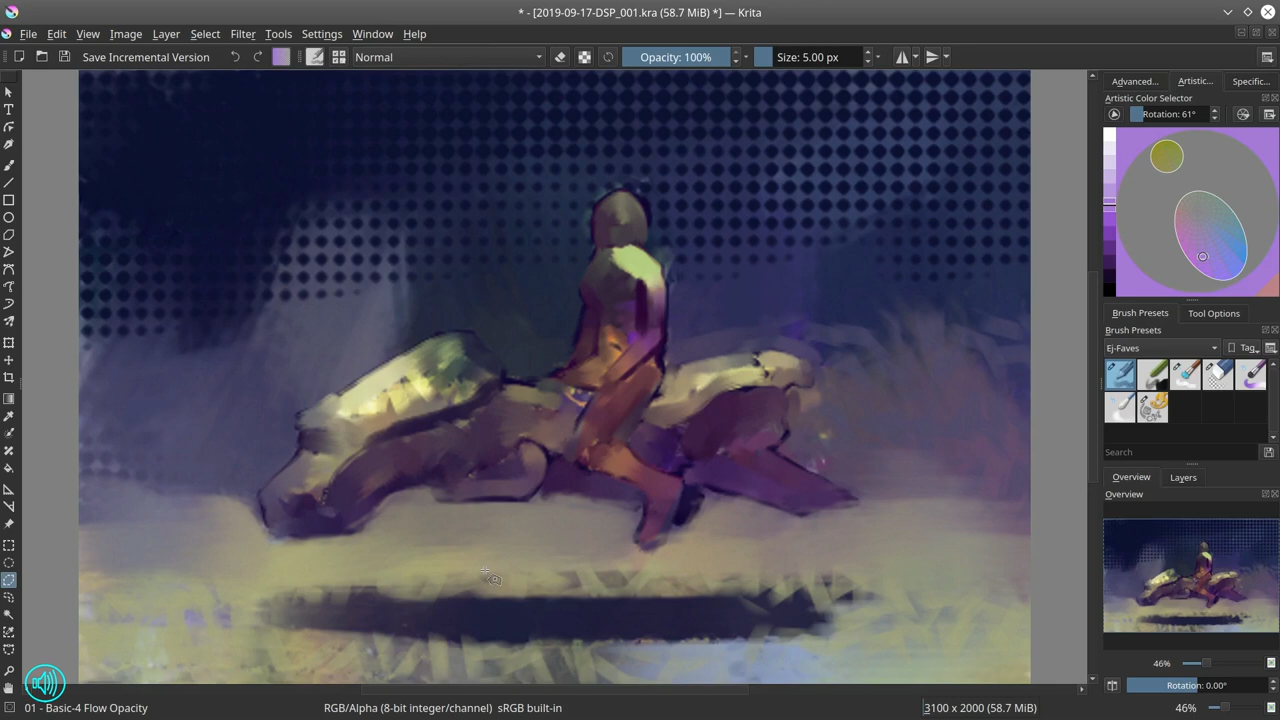 * - [2019-09-17-DSP_001.kra (58.7 MiB) *] — Krita
File Edit View Image Layer Select Filter Tools Settings Window Help
Save Incremental Version Normal Opacity: 100% Size: 5.00 px
Advanced... Artistic... Specific...
Artistic Color Selector
Rotation: 61°
Brush Presets Tool Options
Brush Presets
Ej-Faves Tag
Search
Overview Layers
Overview
46%
Rotation: 0.00°
01 - Basic-4 Flow Opacity RGB/Alpha (8-bit integer/channel) sRGB built-in 3100 x 2000 (58.7 MiB) 46%